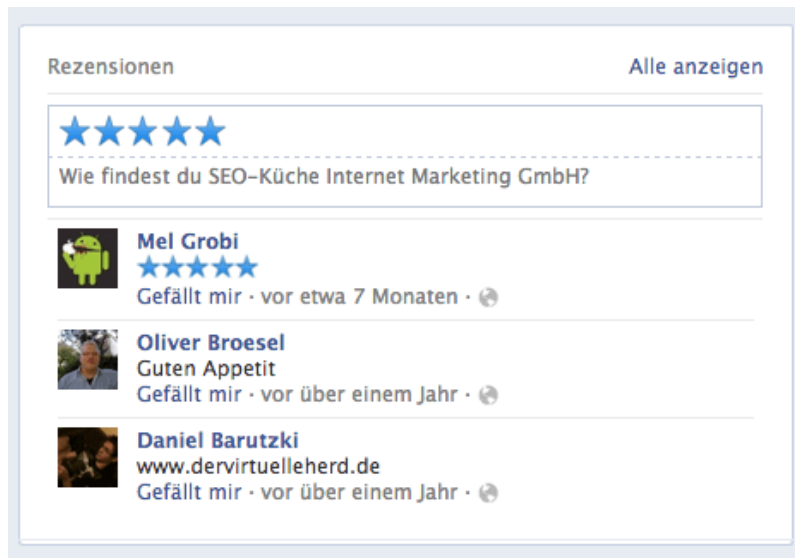 Rezensionen Alle anzeigen
Wie findest du SEO-Küche Internet Marketing GmbH?
Mel Grobi
Gefällt mir · vor etwa 7 Monaten ·
Oliver Broesel
Guten Appetit
Gefällt mir · vor über einem Jahr ·
Daniel Barutzki
www.dervirtuelleherd.de
Gefällt mir · vor über einem Jahr ·